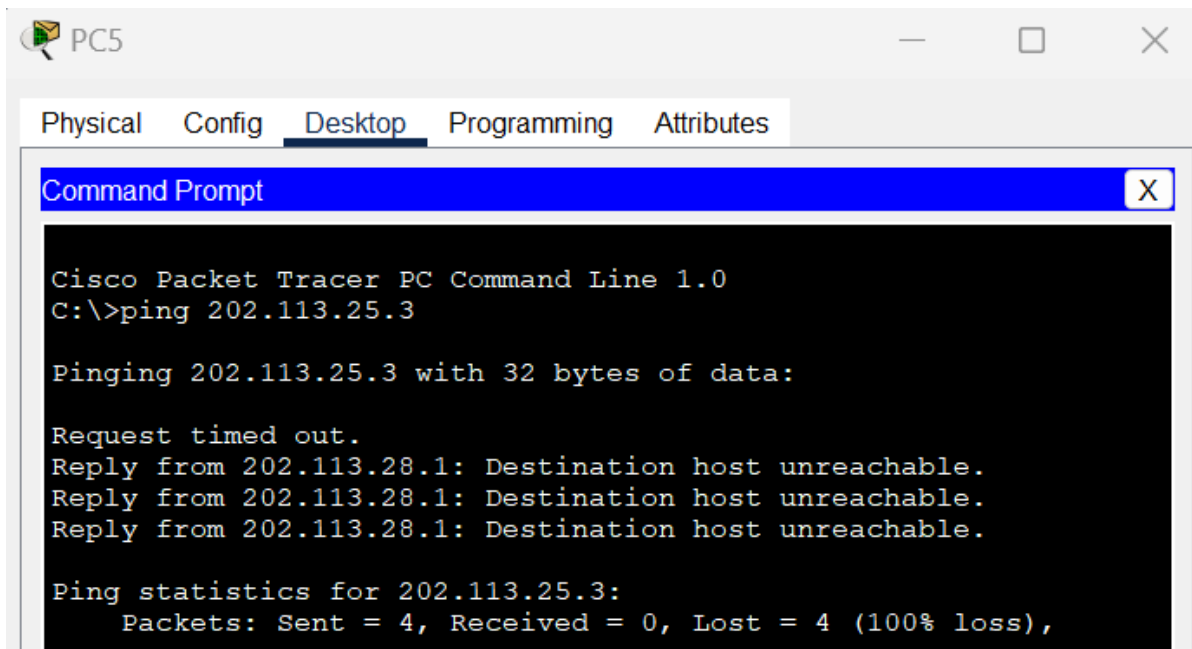 PC5
Physical Config Desktop Programming Attributes
Command Prompt X
Cisco Packet Tracer PC Command Line 1.0
C:\>ping 202.113.25.3
Pinging 202.113.25.3 with 32 bytes of data:
Request timed out.
Reply from 202.113.28.1: Destination host unreachable.
Reply from 202.113.28.1: Destination host unreachable.
Reply from 202.113.28.1: Destination host unreachable.
Ping statistics for 202.113.25.3:
    Packets: Sent = 4, Received = 0, Lost = 4 (100% loss),